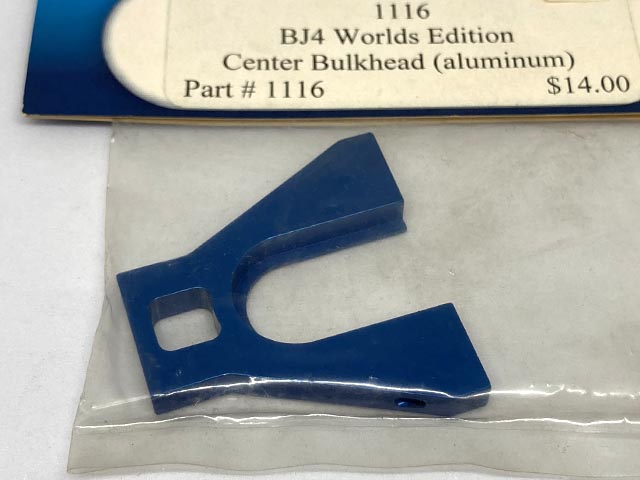 1116
BJ4 Worlds Edition
Center Bulkhead (aluminum)
Part # 1116 $14.00